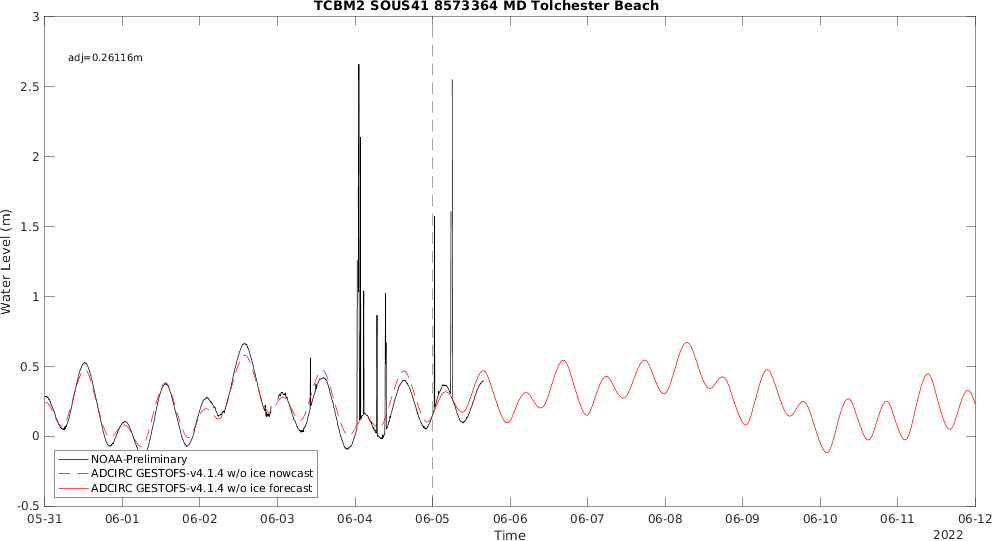 TCBM2 SOUS41 8573364 MD Tolchester Beach
adj=0.26116m
Water Level (m)
3
2.5
2
1.5
1
0.5
0
-0.5
NOAA-Preliminary
ADCIRC GESTOFS-v4.1.4 w/o ice nowcast
ADCIRC GESTOFS-v4.1.4 w/o ice forecast
05-31 06-01 06-02 06-03 06-04 06-05 06-06 06-07 06-08 06-09 06-10 06-11 06-12
Time
2022